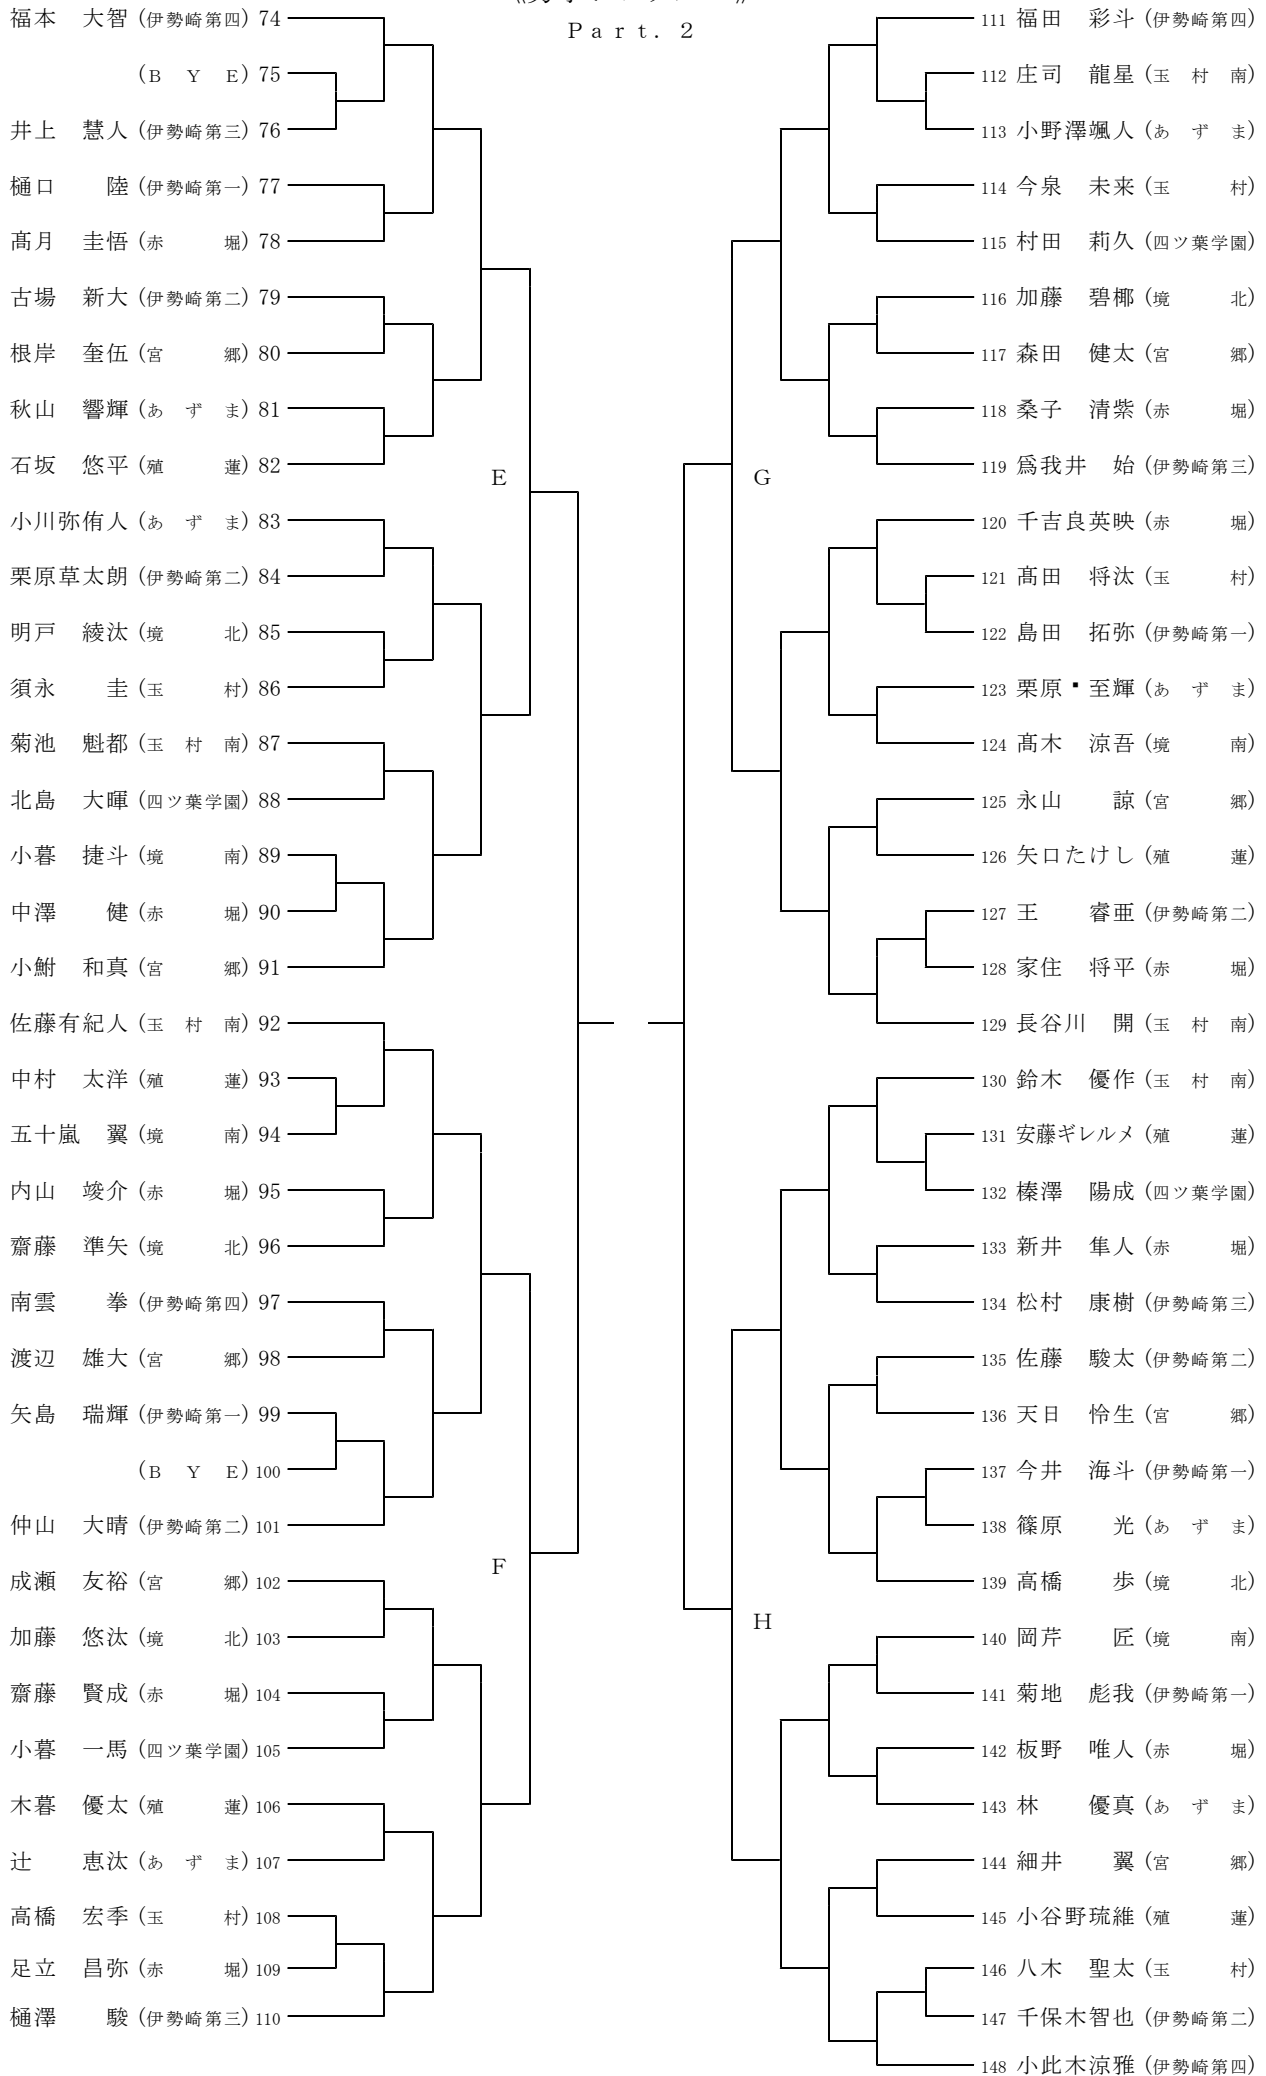 Part. 2
福本　大智 (伊勢崎第四) 74
(B Y E) 75
井上　慧人 (伊勢崎第三) 76
樋口　　陸 (伊勢崎第一) 77
髙月　圭悟 (赤　堀) 78
古場　新大 (伊勢崎第二) 79
根岸　奎伍 (宮　郷) 80
秋山　響輝 (あ ず ま) 81
石坂　悠平 (殖　蓮) 82
E
小川弥侑人 (あ ず ま) 83
栗原草太朗 (伊勢崎第二) 84
明戸　綾汰 (境　北) 85
須永　　圭 (玉　村) 86
菊池　魁都 (玉 村 南) 87
北島　大暉 (四ツ葉学園) 88
小暮　捷斗 (境　南) 89
中澤　　健 (赤　堀) 90
小鮒　和真 (宮　郷) 91
佐藤有紀人 (玉 村 南) 92
中村　太洋 (殖　蓮) 93
五十嵐　翼 (境　南) 94
内山　竣介 (赤　堀) 95
齋藤　準矢 (境　北) 96
南雲　　拳 (伊勢崎第四) 97
渡辺　雄大 (宮　郷) 98
矢島　瑞輝 (伊勢崎第一) 99
(B Y E) 100
仲山　大晴 (伊勢崎第二) 101
F
成瀬　友裕 (宮　郷) 102
加藤　悠汰 (境　北) 103
齋藤　賢成 (赤　堀) 104
小暮　一馬 (四ツ葉学園) 105
木暮　優太 (殖　蓮) 106
辻　　恵汰 (あ ず ま) 107
高橋　宏季 (玉　村) 108
足立　昌弥 (赤　堀) 109
樋澤　　駿 (伊勢崎第三) 110
111 福田　彩斗 (伊勢崎第四)
112 庄司　龍星 (玉 村 南)
113 小野澤颯人 (あ ず ま)
114 今泉　未来 (玉　村)
115 村田　莉久 (四ツ葉学園)
116 加藤　碧椰 (境　北)
117 森田　健太 (宮　郷)
118 桑子　清紫 (赤　堀)
119 爲我井　始 (伊勢崎第三)
G
120 千吉良英映 (赤　堀)
121 髙田　将汰 (玉　村)
122 島田　拓弥 (伊勢崎第一)
123 栗原・至輝 (あ ず ま)
124 髙木　涼吾 (境　南)
125 永山　　諒 (宮　郷)
126 矢口たけし (殖　蓮)
127 王　　睿亜 (伊勢崎第二)
128 家住　将平 (赤　堀)
129 長谷川　開 (玉 村 南)
130 鈴木　優作 (玉 村 南)
131 安藤ギレルメ (殖　蓮)
132 榛澤　陽成 (四ツ葉学園)
133 新井　隼人 (赤　堀)
134 松村　康樹 (伊勢崎第三)
135 佐藤　駿太 (伊勢崎第二)
136 天日　怜生 (宮　郷)
137 今井　海斗 (伊勢崎第一)
138 篠原　　光 (あ ず ま)
139 高橋　　歩 (境　北)
H
140 岡芹　　匠 (境　南)
141 菊地　彪我 (伊勢崎第一)
142 板野　唯人 (赤　堀)
143 林　　優真 (あ ず ま)
144 細井　　翼 (宮　郷)
145 小谷野琉維 (殖　蓮)
146 八木　聖太 (玉　村)
147 千保木智也 (伊勢崎第二)
148 小此木涼雅 (伊勢崎第四)